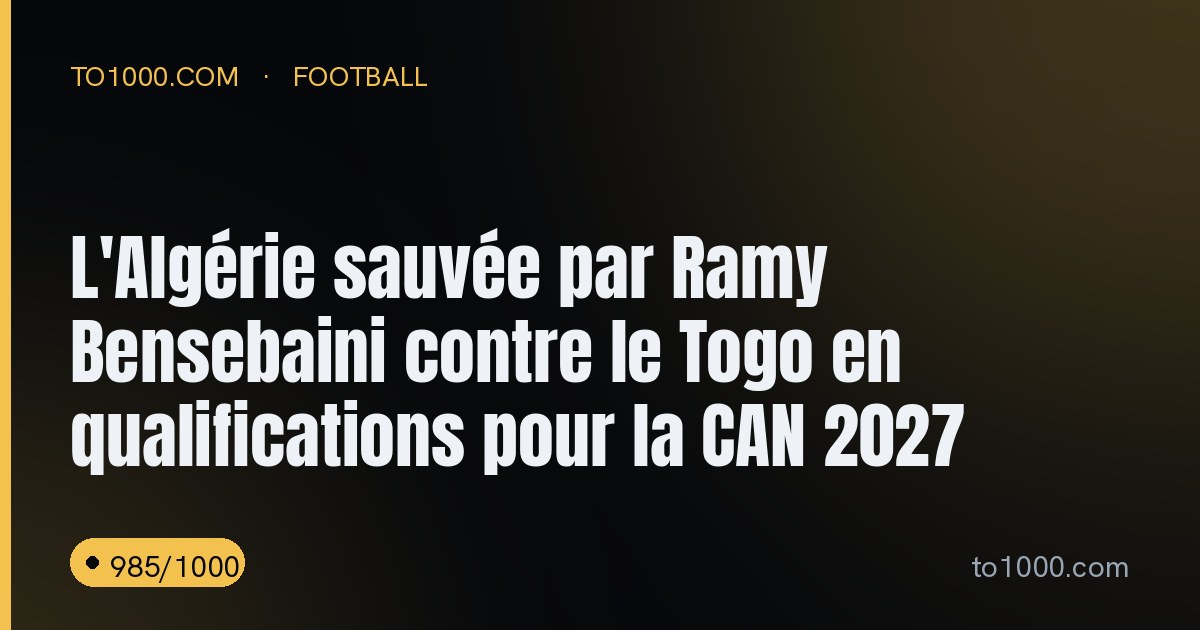 TO1000.COM · FOOTBALL
L'Algérie sauvée par Ramy
Bensebaini contre le Togo en
qualifications pour la CAN 2027
985/1000
to1000.com